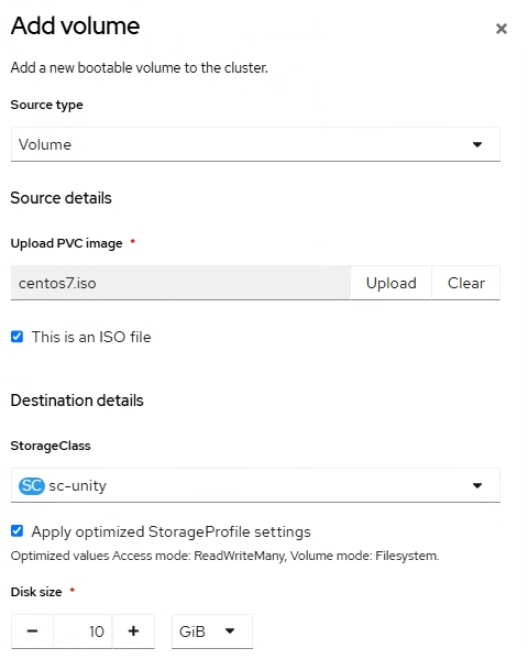 Add volume
Add a new bootable volume to the cluster.
Source type
Volume
Source details
Upload PVC image *
centos7.iso Upload Clear
This is an ISO file
Destination details
StorageClass
SC sc-unity
Apply optimized StorageProfile settings
Optimized values Access mode: ReadWriteMany, Volume mode: Filesystem.
Disk size *
− 10 + GiB